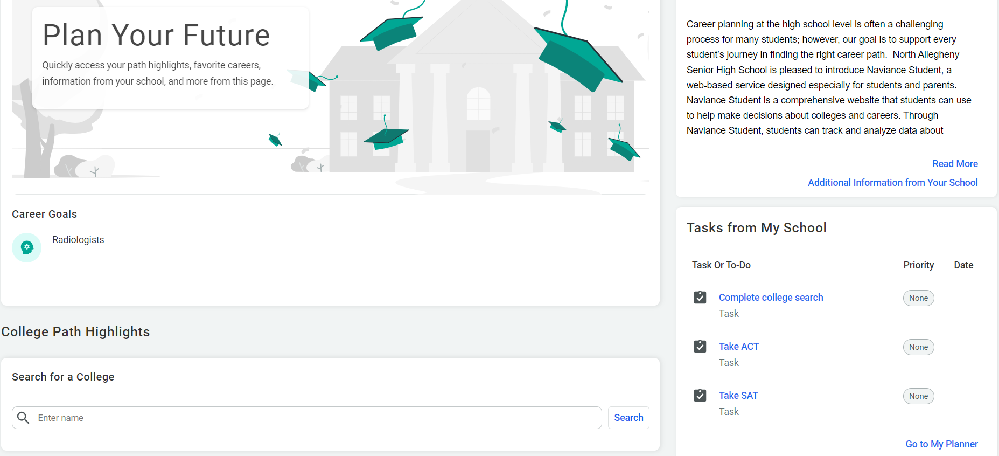 Plan Your Future
Quickly access your path highlights, favorite careers,
information from your school, and more from this page.
Career Goals
Radiologists
College Path Highlights
Search for a College
Enter name
Search
Career planning at the high school level is often a challenging
process for many students; however, our goal is to support every
student’s journey in finding the right career path.  North Allegheny
Senior High School is pleased to introduce Naviance Student, a
web-based service designed especially for students and parents.
Naviance Student is a comprehensive website that students can use
to help make decisions about colleges and careers. Through
Naviance Student, students can track and analyze data about
Read More
Additional Information from Your School
Tasks from My School
Task Or To-Do Priority Date
Complete college search None
Task
Take ACT None
Task
Take SAT None
Task
Go to My Planner